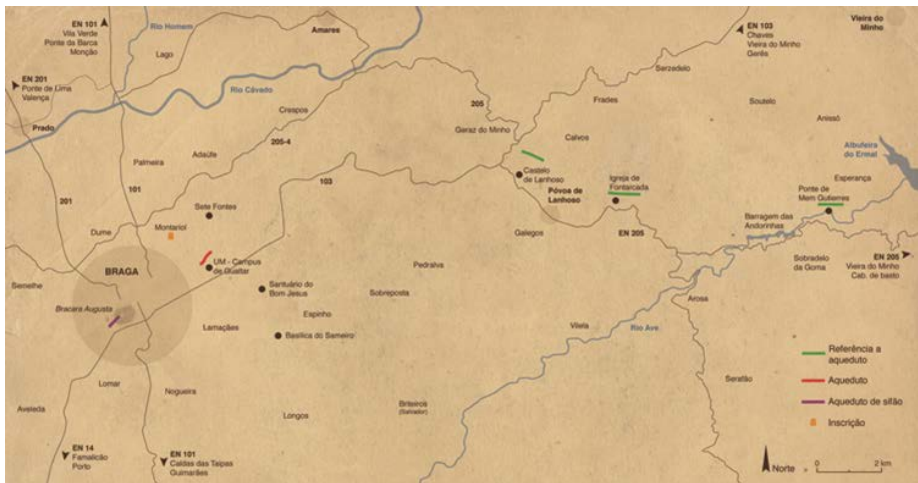 EN 101
Vila Verde
Ponte da Barca
Monção
Rio Homem
Amares
Lago
EN 103
Chaves
Vieira do Minho
Gerês
Vieira do
Minho
EN 201
Ponte de Lima
Valença
Rio Cávado
Serzedelo
Prado
Crespos
205
Frades
Soutelo
Geraz do Minho
Calvos
Anissó
205-4
Adaúfe
Palmeira
Albufeira
do Ermal
103
Castelo
de Lanhoso
Igreja de
Fontarcada
Esperança
101
201
Póvoa de
Lanhoso
Ponte de
Mem Gutierres
Sete Fontes
Montariol
Dume
Galegos
EN 205
Barragem das
Andorinhas
UM - Campus
de Gualtar
BRAGA
Semelhe
Pedralva
Sobradelo
da Goma
EN 205
Vieira do Minho
Cab. de basto
Santuário do
Bom Jesus
Sobreposta
Arosa
Bracara Augusta
Espinho
Lamaçães
Vilela
Rio Ave
Basílica do Sameiro
Referência a
aqueduto
Lomar
Nogueira
Serafão
Aqueduto
Aveleda
Longos
Briteiros
(Salvador)
Aqueduto de sifão
Inscrição
EN 14
Famalicão
Porto
EN 101
Caldas das Taipas
Guimarães
Norte
0
2 km